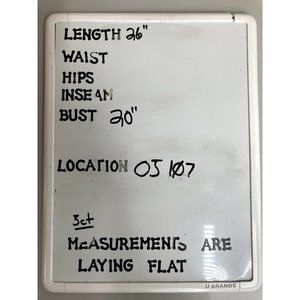 LENGTH 26"
WAIST
HIPS
INSEAM
BUST 20"
LOCATION OJ 107
3ct
MEASUREMENTS ARE
LAYING FLAT
U BRANDS